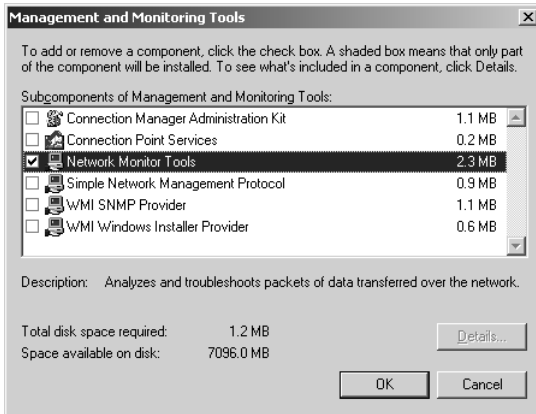 Management and Monitoring Tools
To add or remove a component, click the check box. A shaded box means that only part
of the component will be installed. To see what's included in a component, click Details.
Subcomponents of Management and Monitoring Tools:
Connection Manager Administration Kit 1.1 MB
Connection Point Services 0.2 MB
Network Monitor Tools 2.3 MB
Simple Network Management Protocol 0.9 MB
WMI SNMP Provider 1.1 MB
WMI Windows Installer Provider 0.6 MB
Description: Analyzes and troubleshoots packets of data transferred over the network.
Total disk space required: 1.2 MB
Details...
Space available on disk: 7096.0 MB
OK Cancel